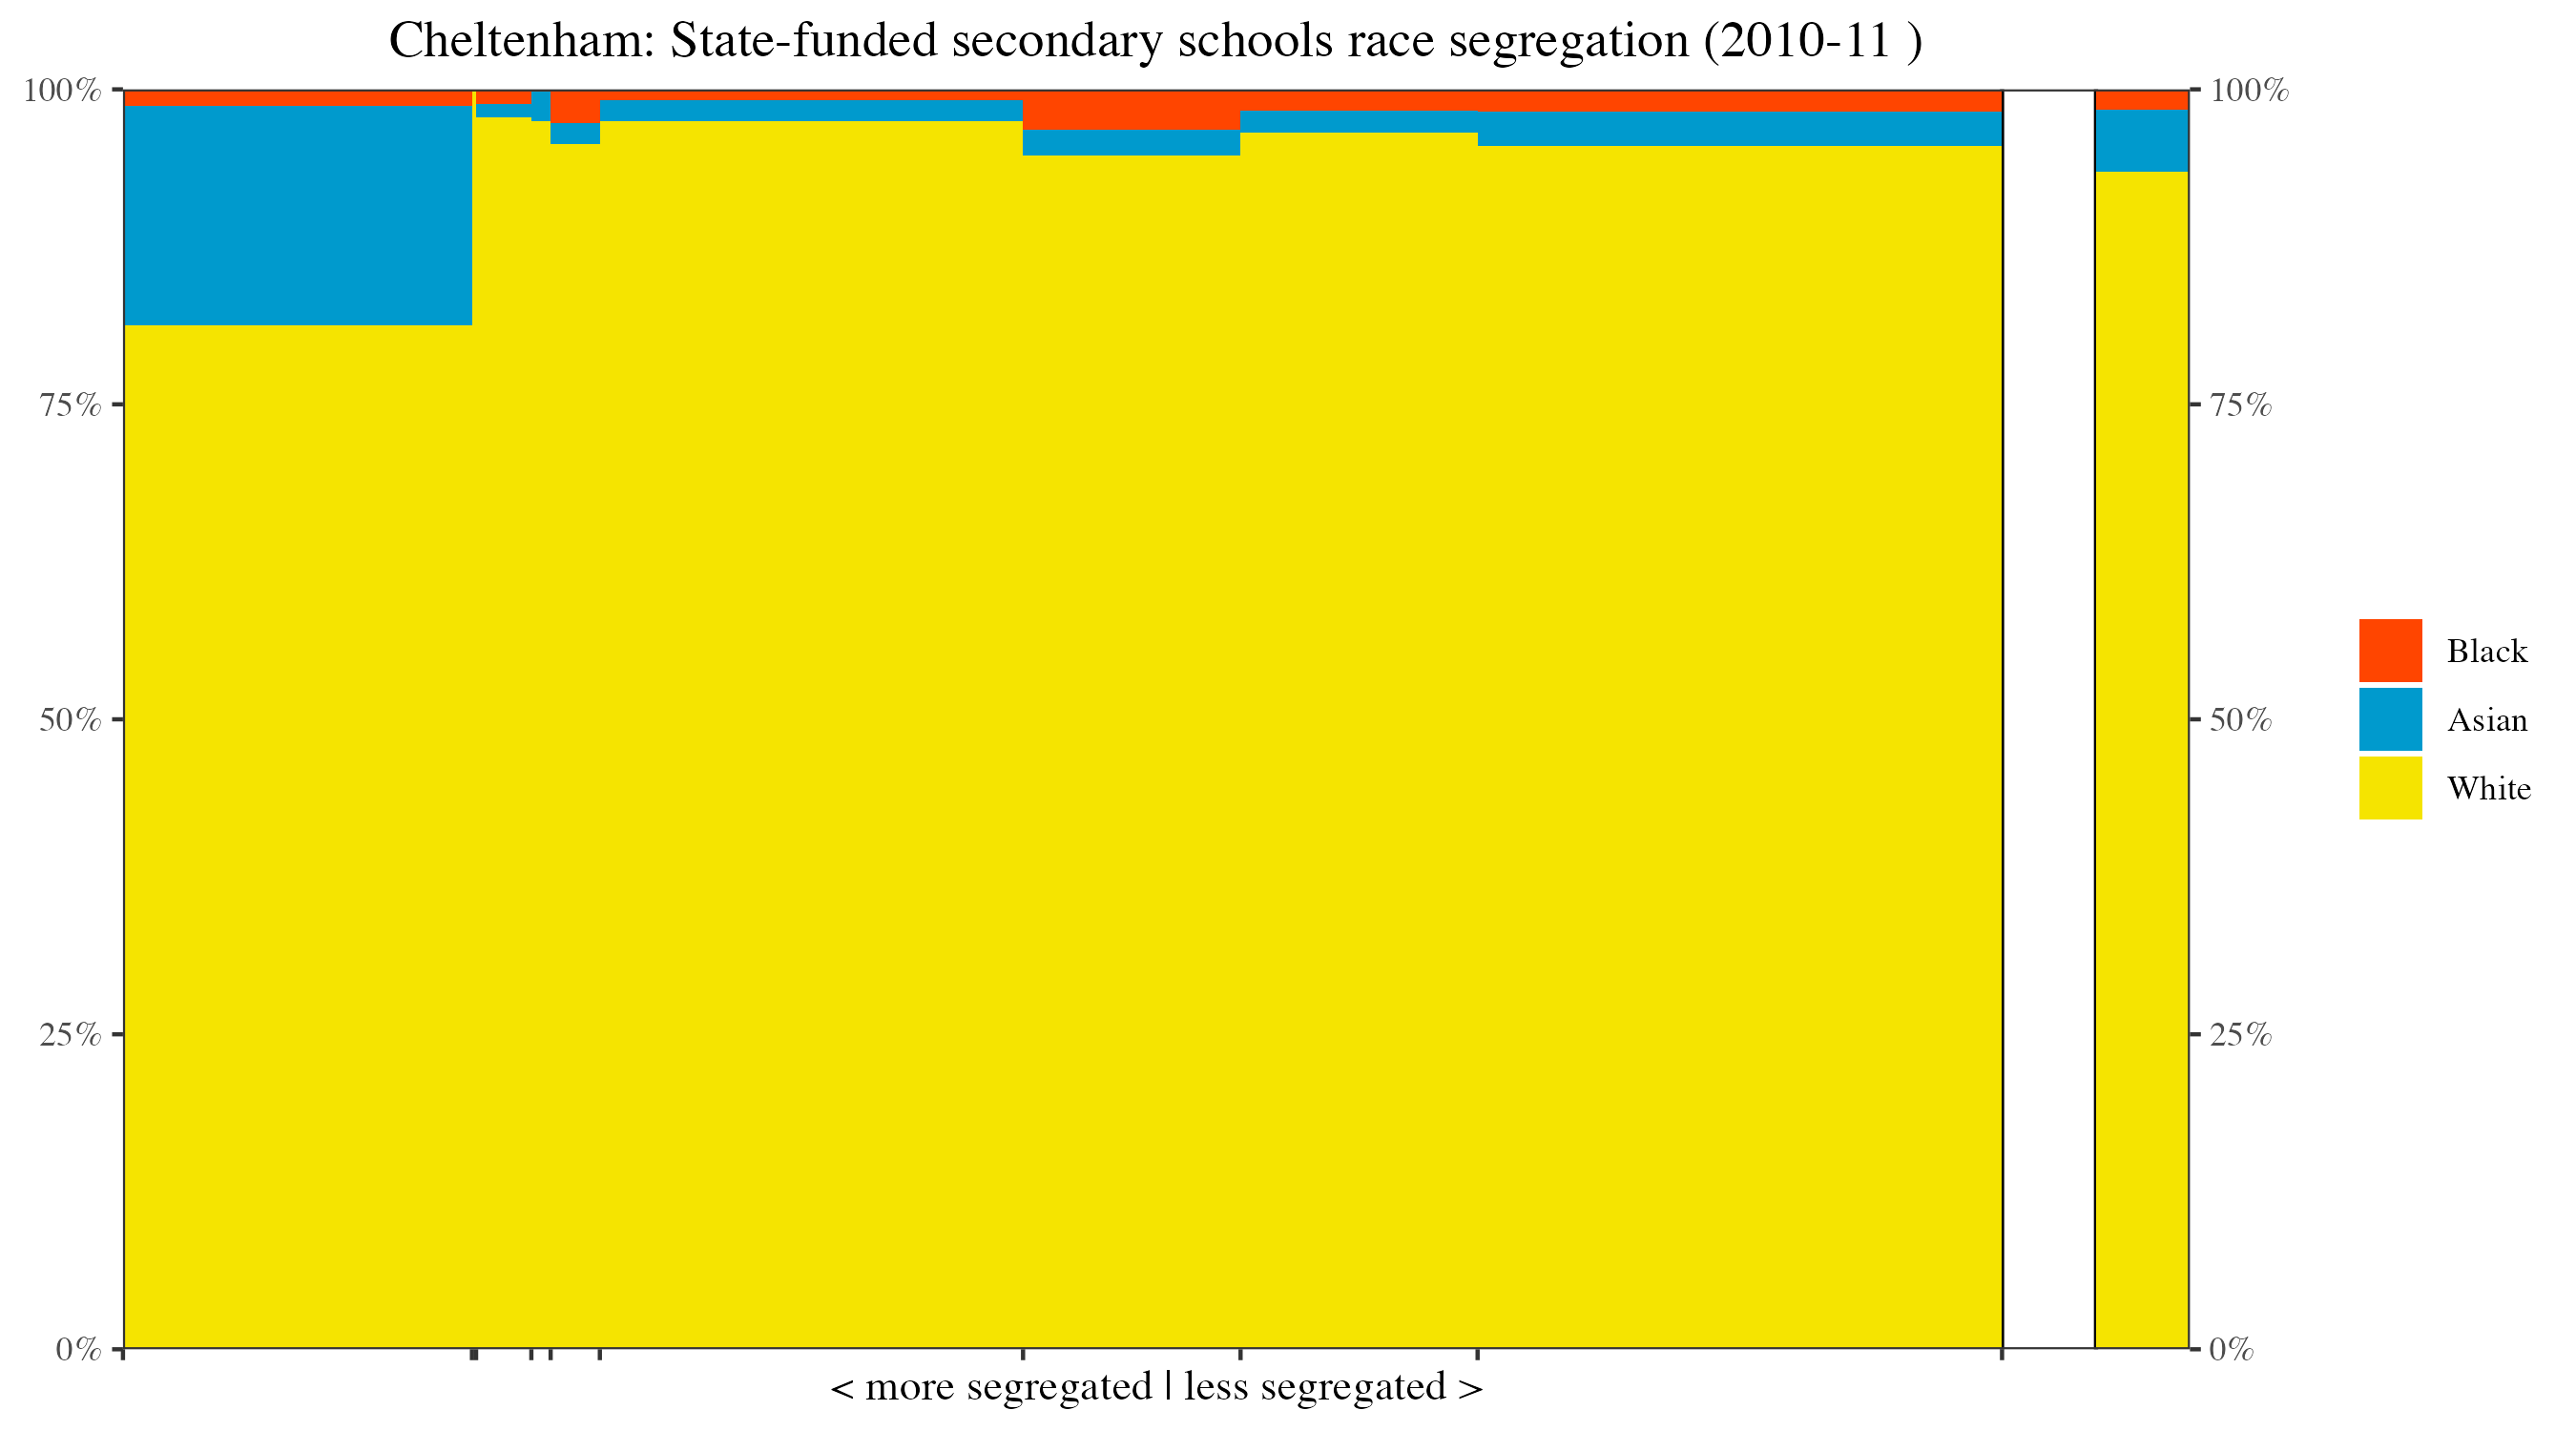 Cheltenham: State-funded secondary schools race segregation (2010-11 )
100%
75%
50%
25%
0%
100%
75%
50%
25%
0%
< more segregated | less segregated >
Black
Asian
White